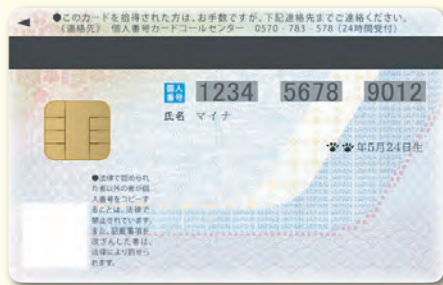 ●このカードを拾得された方は、お手数ですが、下記連絡先までご連絡ください。
《連絡先》 個人番号カードコールセンター 0570-783-578 (24時間受付)
個人番号 1234 5678 9012
氏名 マイナ
年5月24日生
●法律で認められ
た者以外の者が個
人番号をコピーす
ることは、法律で
禁止されています。
また、記載事項を
改ざんした者は、
法律により罰せら
れます。